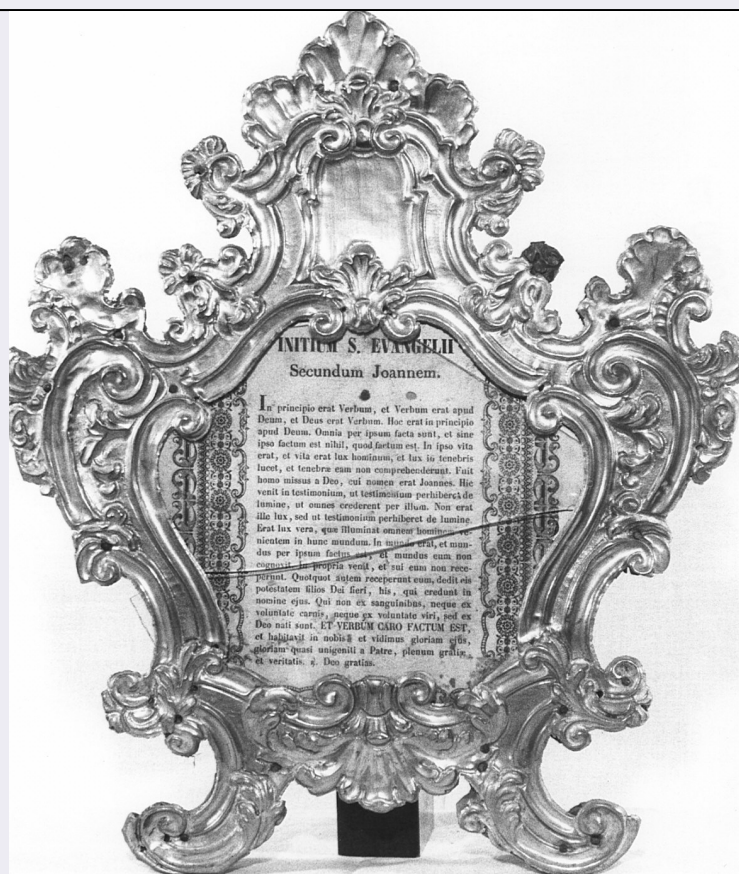 INITIUM S. EVANGELII
Secundum Joannem.
In principio erat Verbum, et Verbum erat apud
Deum, et Deus erat Verbum. Hoc erat in principio
apud Deum. Omnia per ipsum facta sunt, et sine
ipso factum est nihil, quod factum est. In ipso vita
erat, et vita erat lux hominum, et lux in tenebris
lucet, et tenebræ eam non comprehenderunt. Fuit
homo missus a Deo, cui nomen erat Joannes. Hic
venit in testimonium, ut testimonium perhiberet de
lumine, ut omnes crederent per illum. Non erat
ille lux, sed ut testimonium perhiberet de lumine.
Erat lux vera, quæ illuminat omnem hominem ve-
nientem in hunc mundum. In mundo erat, et mun-
dus per ipsum factus est, et mundus eum non
cognovit. In propria venit, et sui eum non rece-
perunt. Quotquot autem receperunt eum, dedit eis
potestatem filios Dei fieri, his, qui credunt in
nomine ejus. Qui non ex sanguinibus, neque ex
voluntate carnis, neque ex voluntate viri, sed ex
Deo nati sunt. ET VERBUM CARO FACTUM EST,
et habitavit in nobis et vidimus gloriam ejus,
gloriam quasi unigeniti a Patre, plenum gratiæ
et veritatis. Deo gratias.